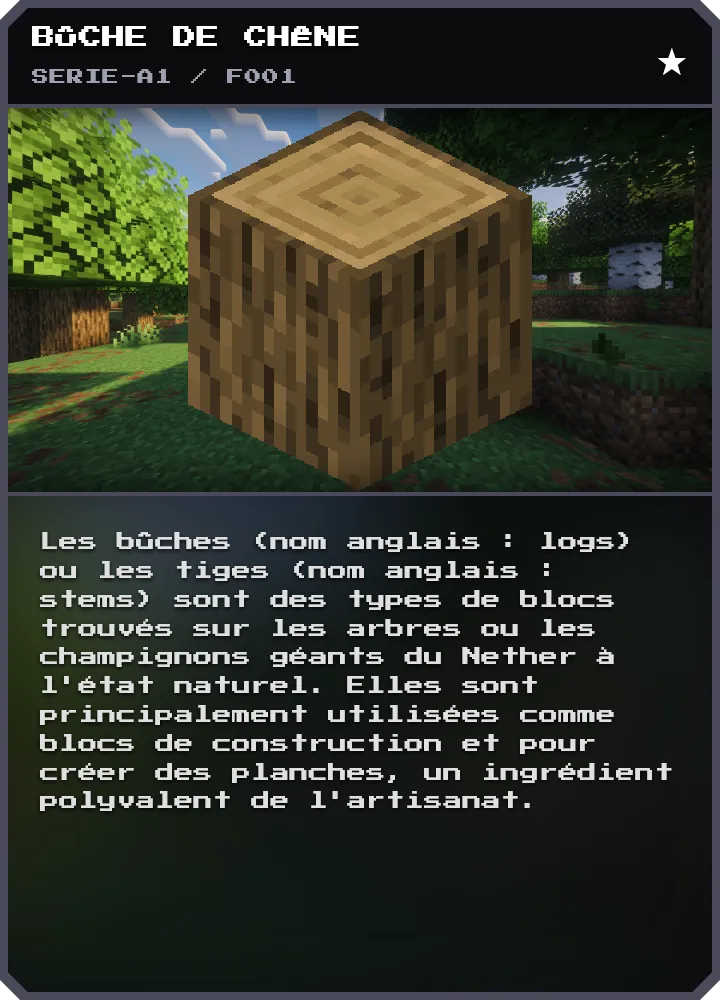 BûCHE DE CHêNE
SERIE-A1 / F001
Les bûches (nom anglais : logs)
ou les tiges (nom anglais :
stems) sont des types de blocs
trouvés sur les arbres ou les
champignons géants du Nether à
l'état naturel. Elles sont
principalement utilisées comme
blocs de construction et pour
créer des planches, un ingrédient
polyvalent de l'artisanat.